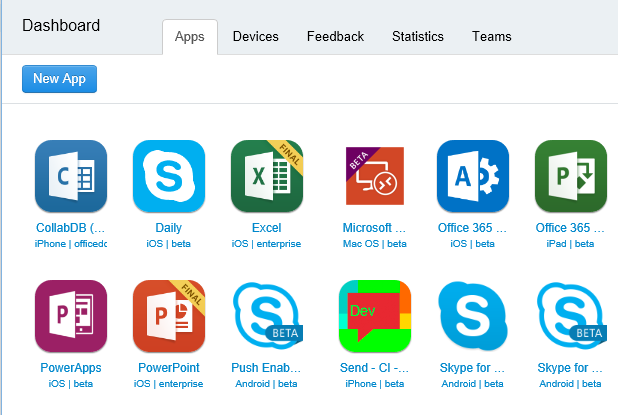 Dashboard
Apps Devices Feedback Statistics Teams
New App
C S X FINAL BETA A P
CollabDB (... Daily Excel Microsoft ... Office 365 ... Office 365 ...
iPhone | officedc iOS | beta iOS | enterprise Mac OS | beta iOS | beta iPad | beta
P P FINAL S BETA Dev S S BETA
PowerApps PowerPoint Push Enab... Send - CI -... Skype for ... Skype for ...
iOS | beta iOS | enterprise Android | beta iPhone | beta Android | beta Android | beta